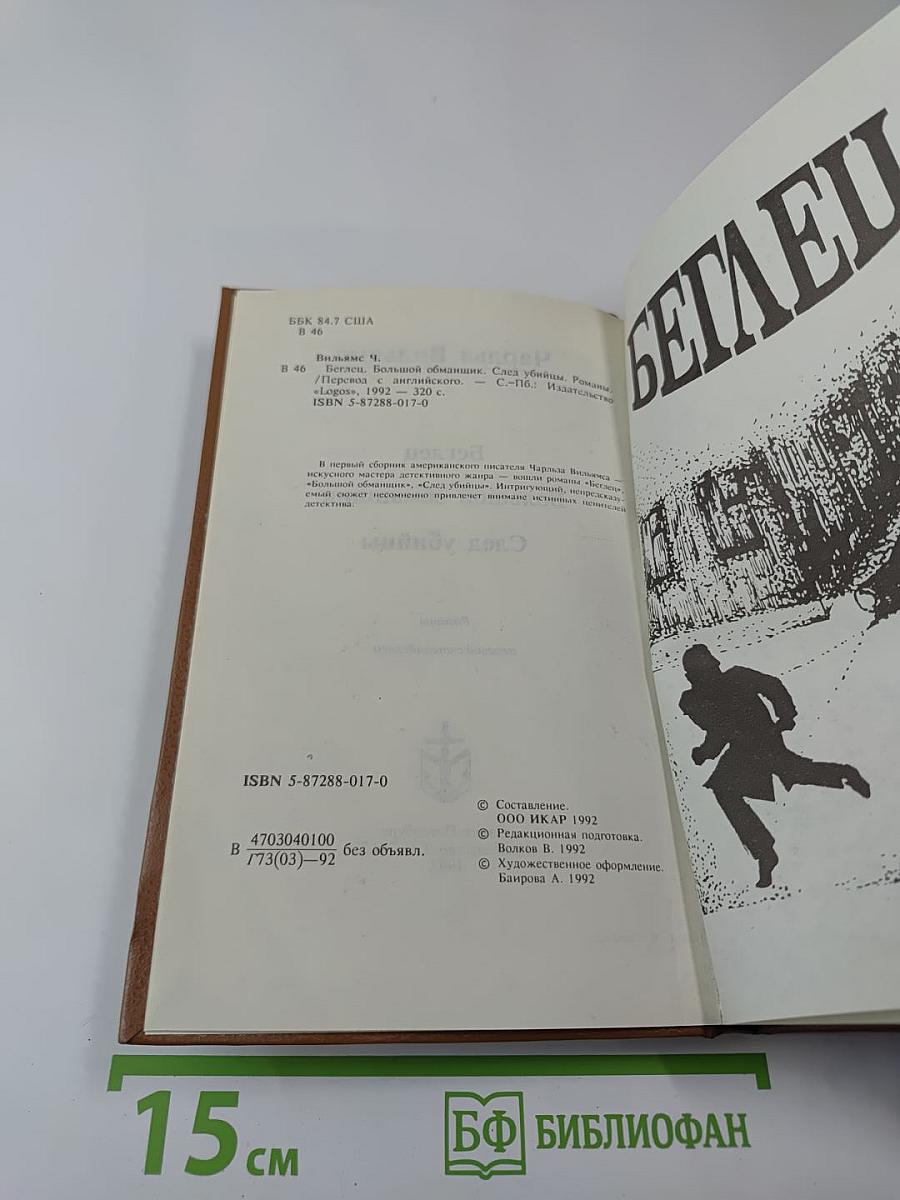 ББК 84.7 США
В 46
Вильямс Ч.
В 46 Беглец. Большой обманщик. След убийцы. Романы.
/Перевод с английского. — С.-Пб.: Издательство
«Logos», 1992 — 320 с.
ISBN 5-87288-017-0
В первый сборник американского писателя Чарльза Вильямса —
искусного мастера детективного жанра — вошли романы «Беглец»,
«Большой обманщик», «След убийцы». Интригующий, непредсказу-
емый сюжет несомненно привлечет внимане истинных ценителей
детектива.
След убийцы
Романы
ISBN 5-87288-017-0
В 4703040100 без объявл.
Г73(03)—92
© Составление.
ООО ИКАР 1992
© Редакционная подготовка.
Волков В. 1992
© Художественное оформление.
Баирова А. 1992
БЕГЛЕЦ
15 см
БФ БИБЛИОФАН